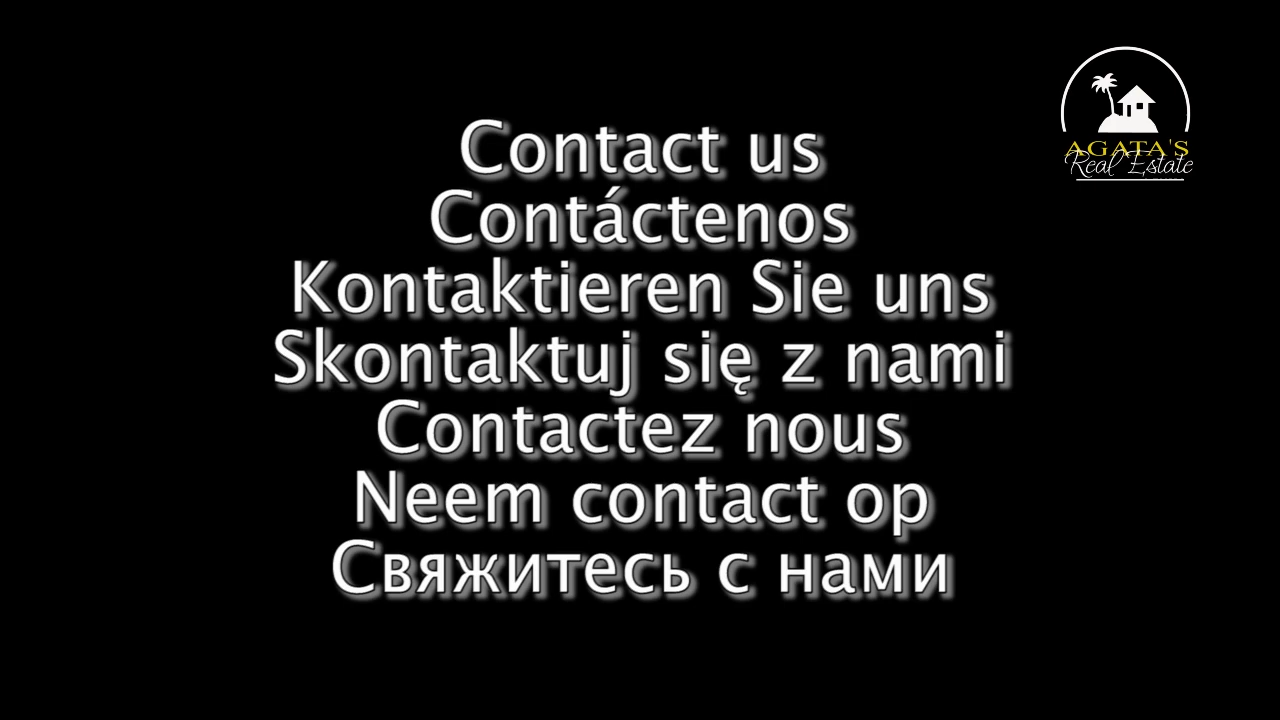 Contact us
Contáctenos
Kontaktieren Sie uns
Skontaktuj się z nami
Contactez nous
Neem contact op
Свяжитесь с нами
AGATA'S
Real Estate